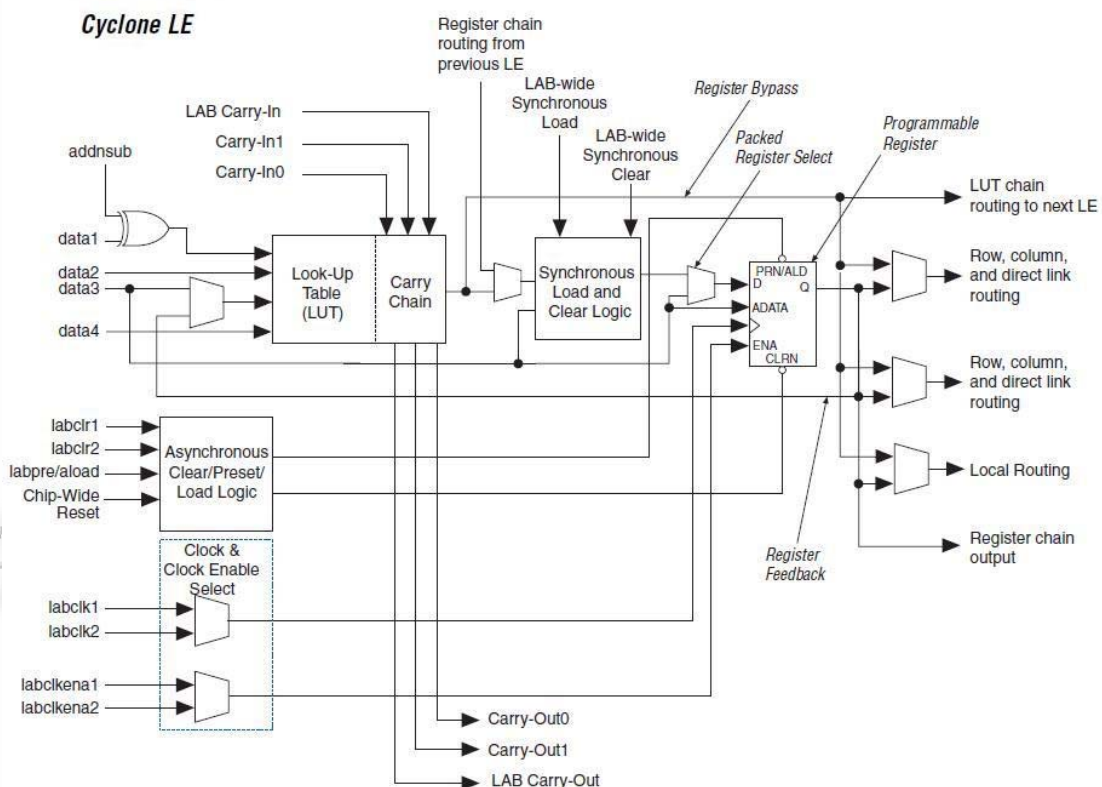 Cyclone LE
Register chain
routing from
previous LE
LAB-wide
Synchronous
Load
LAB-wide
Synchronous
Clear
Register Bypass
Packed
Register Select
Programmable
Register
LAB Carry-In
Carry-In1
Carry-In0
addnsub
data1
data2
data3
data4
Look-Up
Table
(LUT)
Carry
Chain
Synchronous
Load and
Clear Logic
PRN/ALD
D
Q
ADATA
ENA
CLRN
LUT chain
routing to next LE
Row, column,
and direct link
routing
Row, column,
and direct link
routing
Local Routing
Register chain
output
Register
Feedback
labclr1
labclr2
labpre/aload
Chip-Wide
Reset
Asynchronous
Clear/Preset/
Load Logic
Clock &
Clock Enable
Select
labclk1
labclk2
labclkena1
labclkena2
Carry-Out0
Carry-Out1
LAB Carry-Out